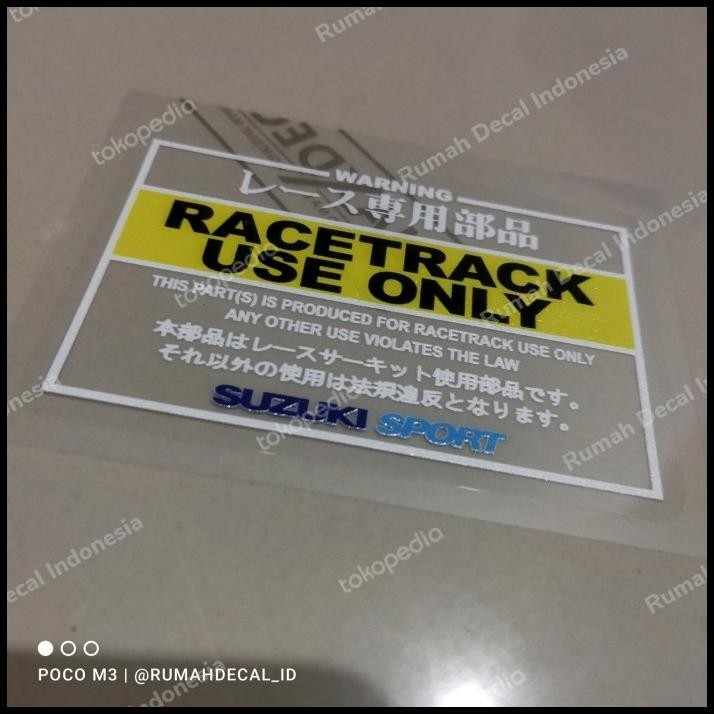 WARNING
レース専用部品
RACETRACK
USE ONLY
THIS PART(S) IS PRODUCED FOR RACETRACK USE ONLY
ANY OTHER USE VIOLATES THE LAW
本部品はレースサーキット使用部品です。
それ以外の使用は法規違反となります。
SUZUKI SPORT
tokopedia
Rumah Decal Indonesia
POCO M3 | @RUMAHDECAL_ID